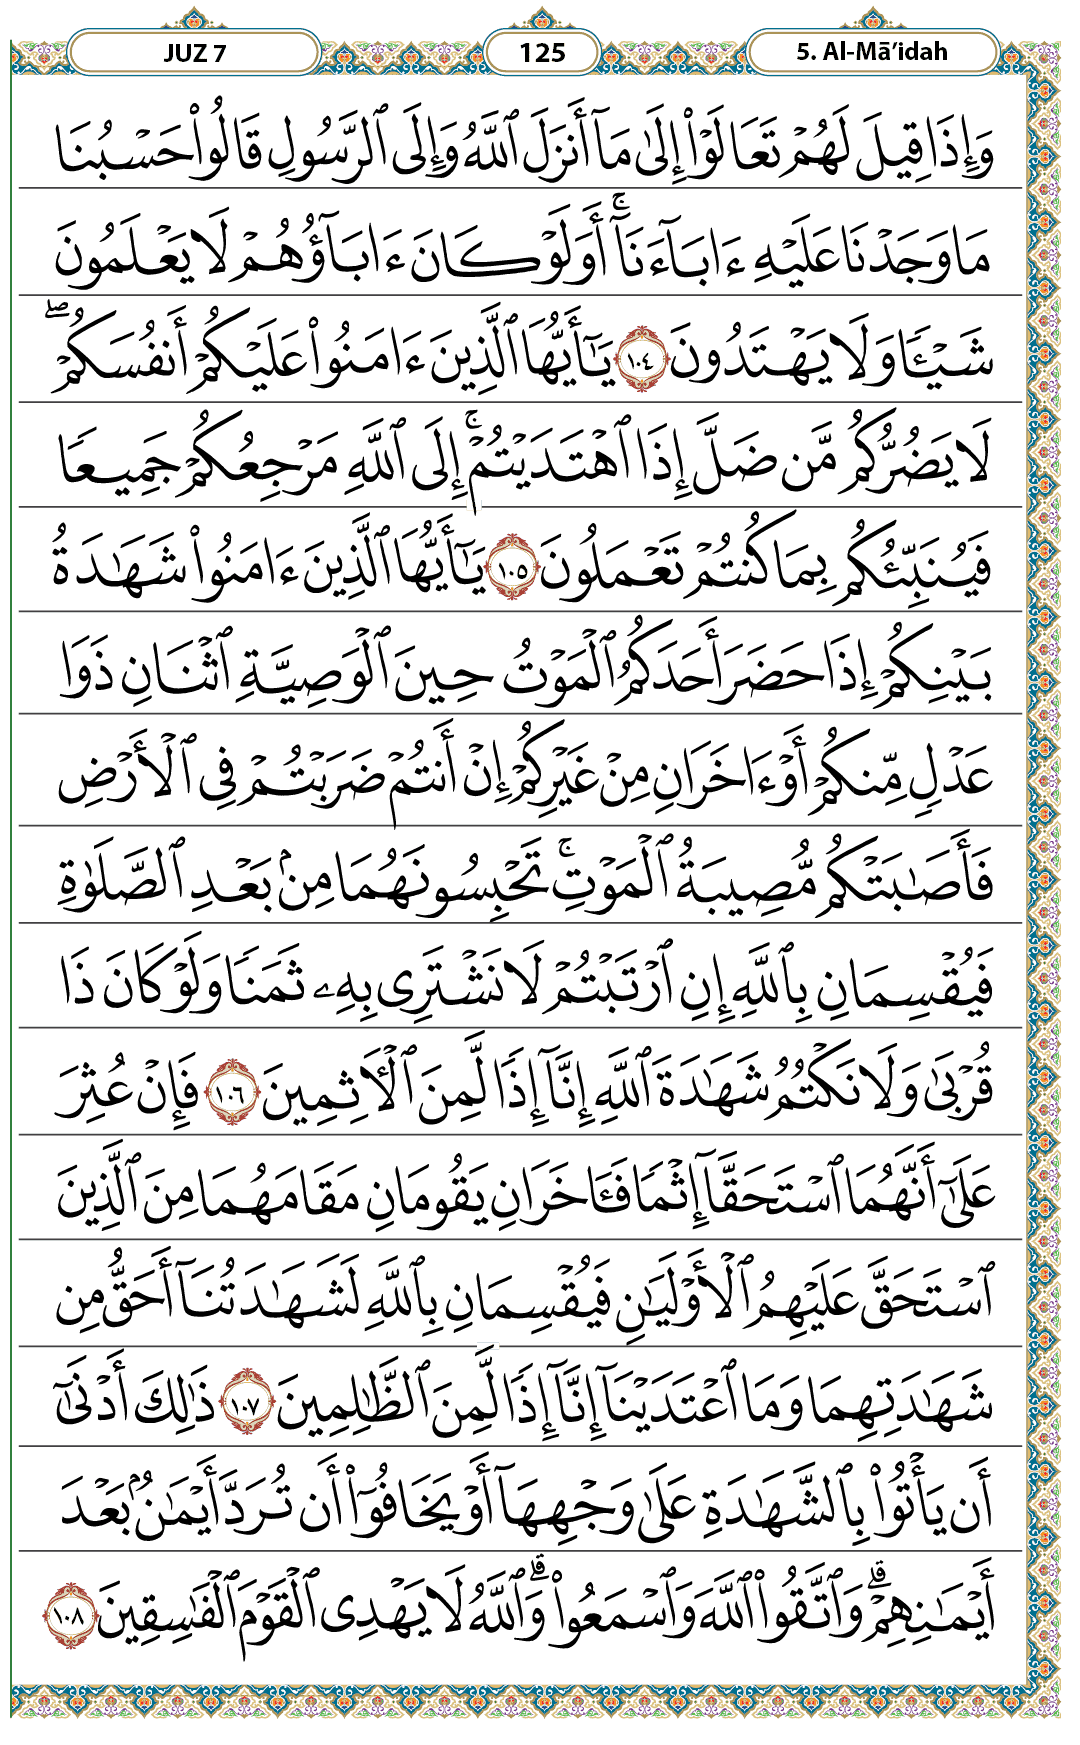 JUZ 7 125 5. Al-Mā’idah
وَإِذَا قِيلَ لَهُمْ تَعَالَوْا۟ إِلَىٰ مَآ أَنزَلَ ٱللَّهُ وَإِلَى ٱلرَّسُولِ قَالُوا۟ حَسْبُنَا
مَا وَجَدْنَا عَلَيْهِ ءَابَآءَنَآ ۚ أَوَلَوْ كَانَ ءَابَآؤُهُمْ لَا يَعْلَمُونَ
شَيْـًٔا وَلَا يَهْتَدُونَ ١٠٤ يَـٰٓأَيُّهَا ٱلَّذِينَ ءَامَنُوا۟ عَلَيْكُمْ أَنفُسَكُمْ ۖ
لَا يَضُرُّكُم مَّن ضَلَّ إِذَا ٱهْتَدَيْتُمْ ۚ إِلَى ٱللَّهِ مَرْجِعُكُمْ جَمِيعًا
فَيُنَبِّئُكُم بِمَا كُنتُمْ تَعْمَلُونَ ١٠٥ يَـٰٓأَيُّهَا ٱلَّذِينَ ءَامَنُوا۟ شَهَـٰدَةُ
بَيْنِكُمْ إِذَا حَضَرَ أَحَدَكُمُ ٱلْمَوْتُ حِينَ ٱلْوَصِيَّةِ ٱثْنَانِ ذَوَا
عَدْلٍ مِّنكُمْ أَوْ ءَاخَرَانِ مِنْ غَيْرِكُمْ إِنْ أَنتُمْ ضَرَبْتُمْ فِى ٱلْأَرْضِ
فَأَصَـٰبَتْكُم مُّصِيبَةُ ٱلْمَوْتِ ۚ تَحْبِسُونَهُمَا مِنۢ بَعْدِ ٱلصَّلَوٰةِ
فَيُقْسِمَانِ بِٱللَّهِ إِنِ ٱرْتَبْتُمْ لَا نَشْتَرِى بِهِۦ ثَمَنًا وَلَوْ كَانَ ذَا
قُرْبَىٰ وَلَا نَكْتُمُ شَهَـٰدَةَ ٱللَّهِ إِنَّآ إِذًا لَّمِنَ ٱلْـَٔاثِمِينَ ١٠٦ فَإِنْ عُثِرَ
عَلَىٰٓ أَنَّهُمَا ٱسْتَحَقَّآ إِثْمًا فَـَٔاخَرَانِ يَقُومَانِ مَقَامَهُمَا مِنَ ٱلَّذِينَ
ٱسْتَحَقَّ عَلَيْهِمُ ٱلْأَوْلَيَـٰنِ فَيُقْسِمَانِ بِٱللَّهِ لَشَهَـٰدَتُنَآ أَحَقُّ مِن
شَهَـٰدَتِهِمَا وَمَا ٱعْتَدَيْنَآ إِنَّآ إِذًا لَّمِنَ ٱلظَّـٰلِمِينَ ١٠٧ ذَٰلِكَ أَدْنَىٰٓ
أَن يَأْتُوا۟ بِٱلشَّهَـٰدَةِ عَلَىٰ وَجْهِهَآ أَوْ يَخَافُوٓا۟ أَن تُرَدَّ أَيْمَـٰنٌۢ بَعْدَ
أَيْمَـٰنِهِمْ ۗ وَٱتَّقُوا۟ ٱللَّهَ وَٱسْمَعُوا۟ ۗ وَٱللَّهُ لَا يَهْدِى ٱلْقَوْمَ ٱلْفَـٰسِقِينَ ١٠٨